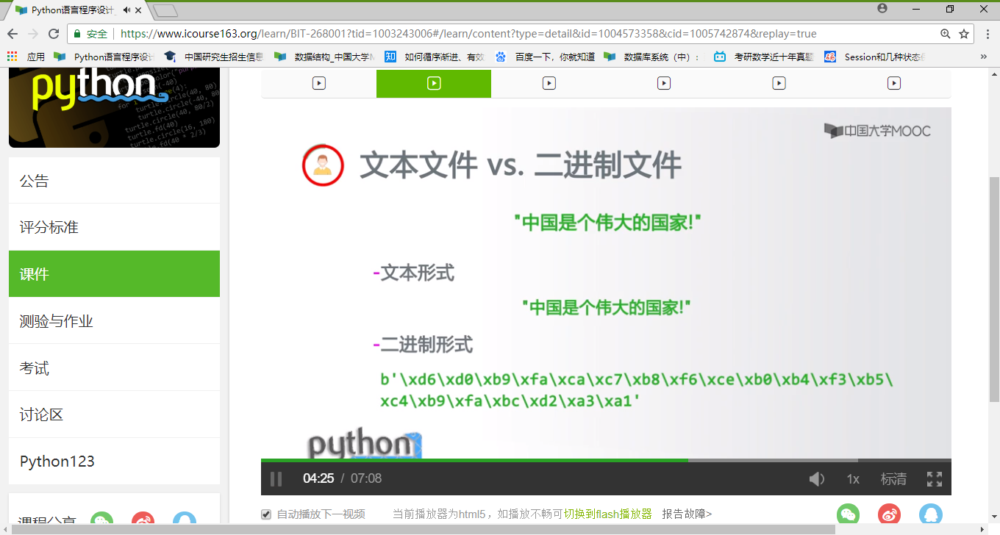 Python语言程序设计_
安全 https://www.icourse163.org/learn/BIT-268001?tid=1003243006#/learn/content?type=detail&id=1004573358&cid=1005742874&replay=true
应用 Python语言程序设计 中国研究生招生信息 数据结构_中国大学M 知 如何循序渐进、有效 百度一下，你就知道 数据库系统（中）： 考研数学近十年真题 Session和几种状态
python
公告
评分标准
课件
测验与作业
考试
讨论区
Python123
课程分享
中国大学MOOC
文本文件 vs. 二进制文件
"中国是个伟大的国家!"
-文本形式
"中国是个伟大的国家!"
-二进制形式
b'\xd6\xd0\xb9\xfa\xca\xc7\xb8\xf6\xce\xb0\xb4\xf3\xb5\
xc4\xb9\xfa\xbc\xd2\xa3\xa1'
python
04:25 / 07:08 1x 标清
自动播放下一视频 当前播放器为html5，如播放不畅可切换到flash播放器 报告故障>